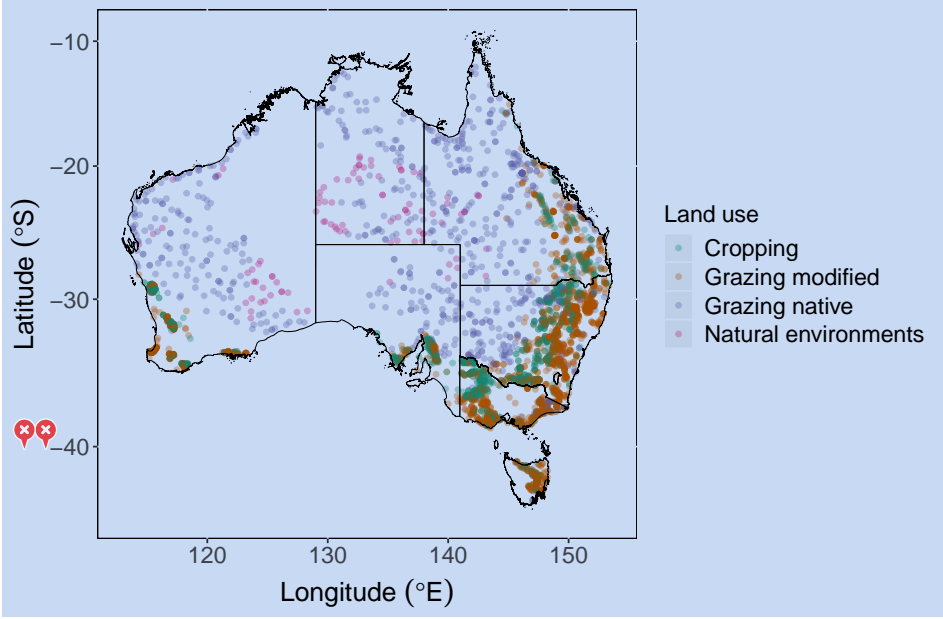 −10
−20
−30
−40
Latitude (°S)
120 130 140 150
Longitude (°E)
Land use
Cropping
Grazing modified
Grazing native
Natural environments